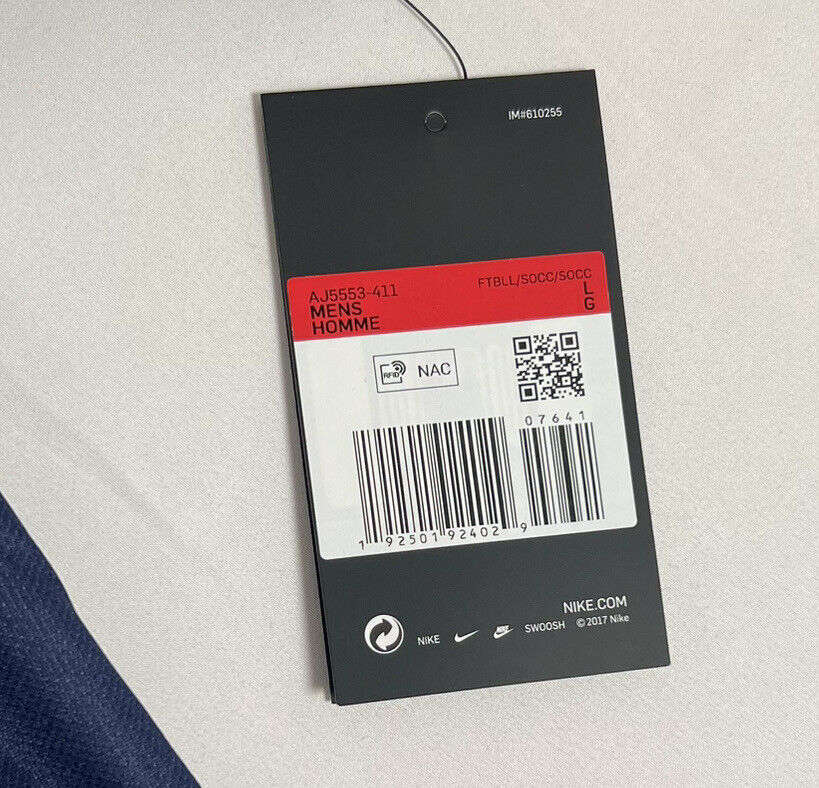 IM#610255
AJ5553-411
FTBLL/SOCC/SOCC
MENS
L
HOMME
G
RFID
NAC
07641
1 92501 92402 9
NIKE.COM
NIKE
NIKE
SWOOSH
© 2017 Nike